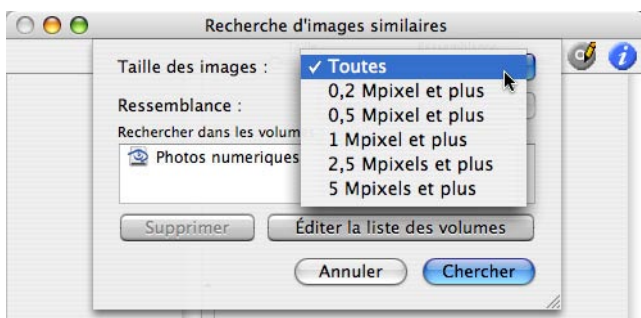 Recherche d'images similaires
Taille des images :
✓ Toutes
0,2 Mpixel et plus
0,5 Mpixel et plus
1 Mpixel et plus
2,5 Mpixels et plus
5 Mpixels et plus
Ressemblance :
Rechercher dans les volum
Photos numeriques
Supprimer
Éditer la liste des volumes
Annuler
Chercher